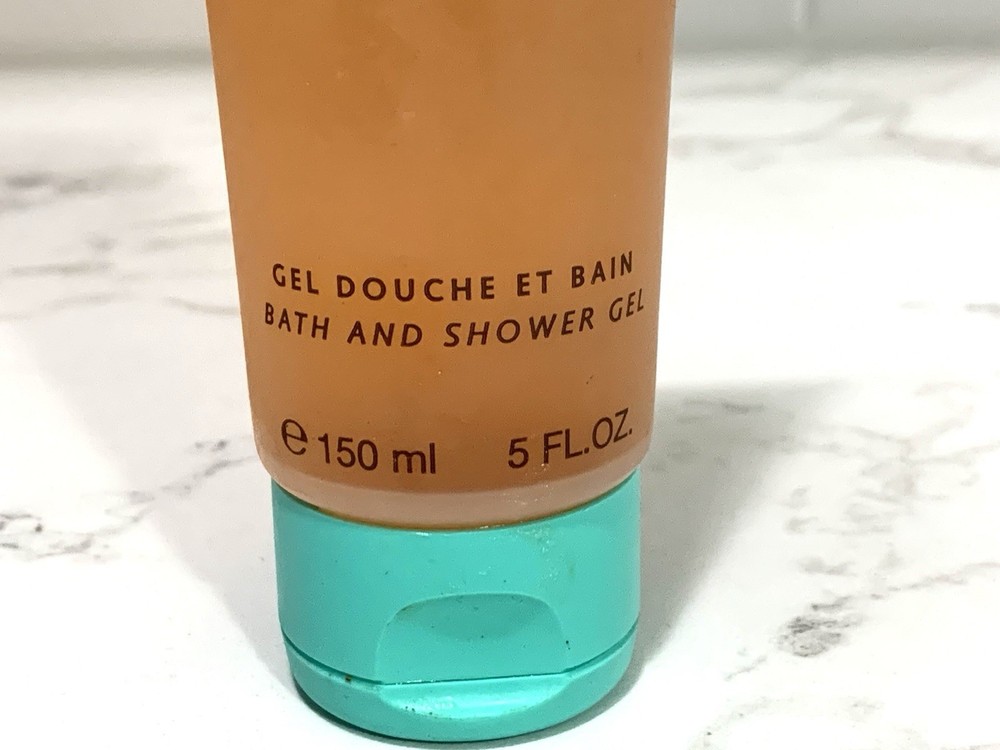 GEL DOUCHE ET BAIN
BATH AND SHOWER GEL
℮ 150 ml 5 FL.OZ.